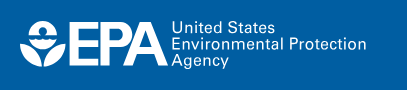 EPA
United States
Environmental Protection
Agency